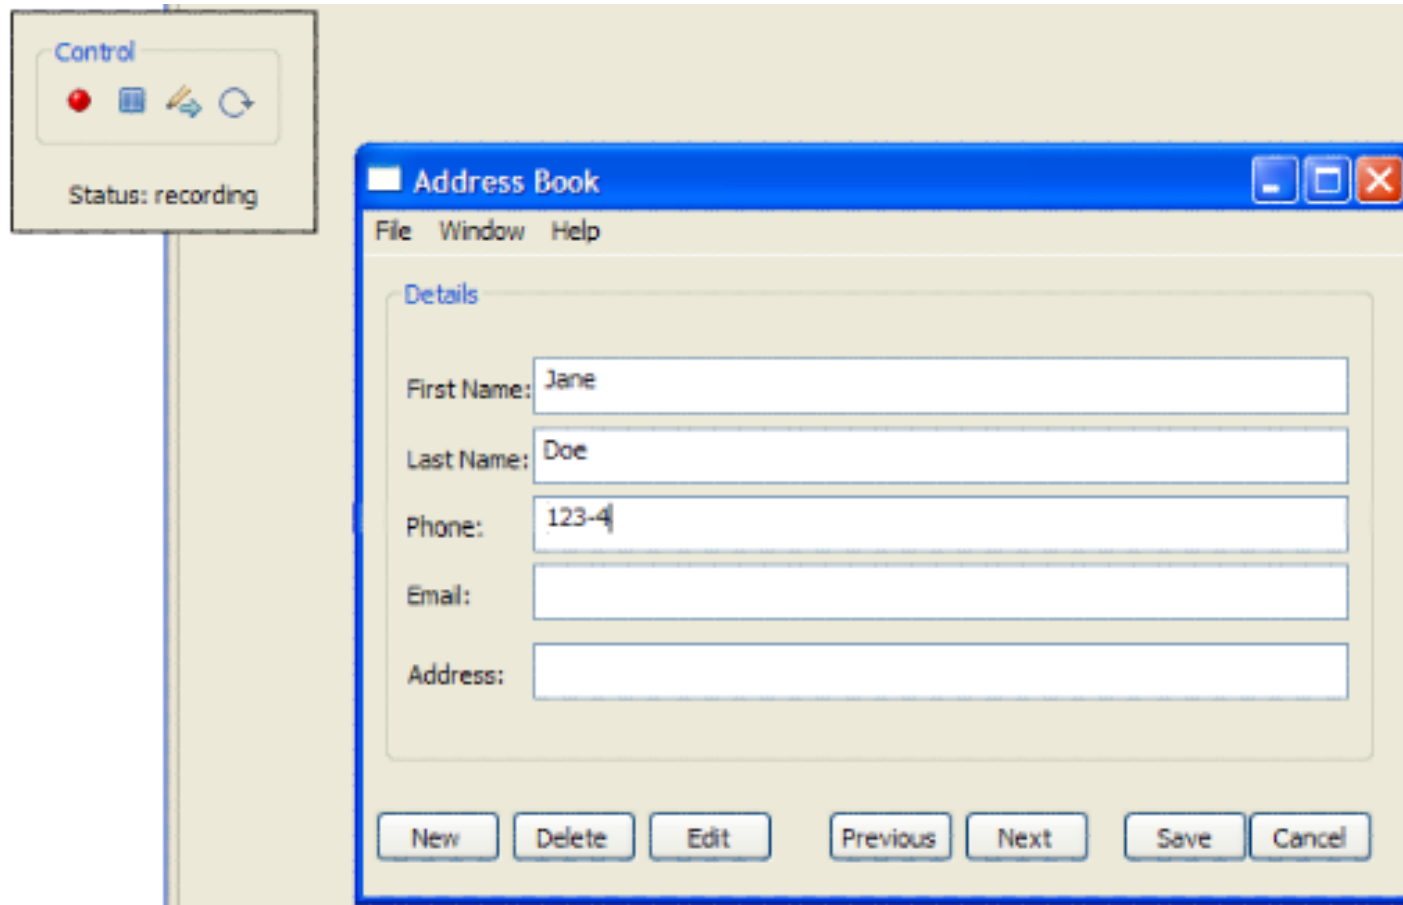 Control
Status: recording
Address Book
File Window Help
Details
First Name: Jane
Last Name: Doe
Phone: 123-4
Email:
Address:
New Delete Edit Previous Next Save Cancel